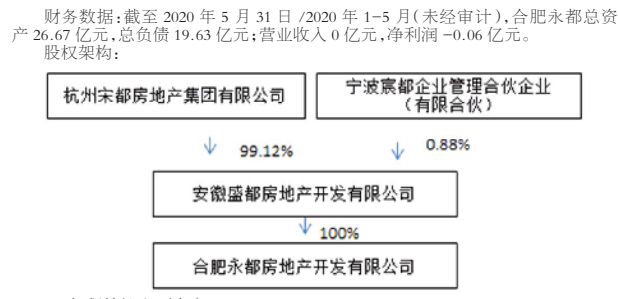 财务数据:截至 2020 年 5 月 31 日 /2020 年 1-5 月(未经审计),合肥永都总资
产 26.67 亿元,总负债 19.63 亿元;营业收入 0 亿元,净利润 -0.06 亿元。
股权架构:
杭州宋都房地产集团有限公司
宁波宸都企业管理合伙企业
（有限合伙）
99.12%
0.88%
安徽盛都房地产开发有限公司
100%
合肥永都房地产开发有限公司